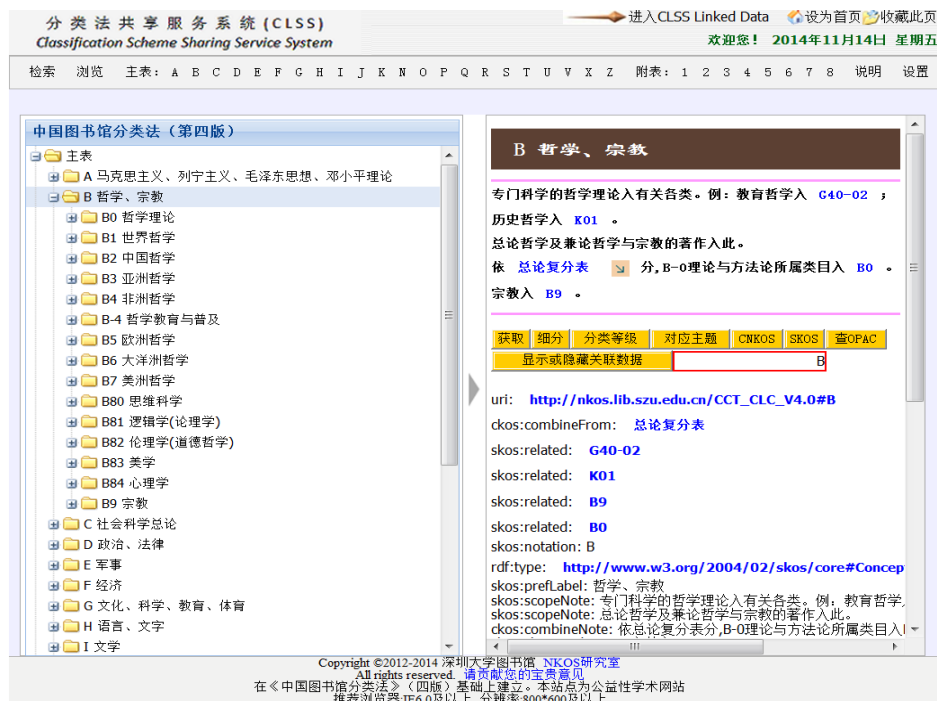 分类法共享服务系统(CLSS)
Classification Scheme Sharing Service System
进入CLSS Linked Data 设为首页 收藏此页
欢迎您! 2014年11月14日 星期五
检索 浏览 主表: A B C D E F G H I J K N O P Q R S T U V X Z 附表: 1 2 3 4 5 6 7 8 说明 设置
中国图书馆分类法（第四版）
主表
A 马克思主义、列宁主义、毛泽东思想、邓小平理论
B 哲学、宗教
B0 哲学理论
B1 世界哲学
B2 中国哲学
B3 亚洲哲学
B4 非洲哲学
B-4 哲学教育与普及
B5 欧洲哲学
B6 大洋洲哲学
B7 美洲哲学
B80 思维科学
B81 逻辑学(论理学)
B82 伦理学(道德哲学)
B83 美学
B84 心理学
B9 宗教
C 社会科学总论
D 政治、法律
E 军事
F 经济
G 文化、科学、教育、体育
H 语言、文字
I 文学
B 哲学、宗教
专门科学的哲学理论入有关各类。例：教育哲学入 G40-02 ；
历史哲学入 K01 。
总论哲学及兼论哲学与宗教的著作入此。
依 总论复分表 分,B-0理论与方法论所属类目入 B0 。
宗教入 B9 。
获取 细分 分类等级 对应主题 CNKOS SKOS 查OPAC
显示或隐藏关联数据 B
uri: http://nkos.lib.szu.edu.cn/CCT_CLC_V4.0#B
ckos:combineFrom: 总论复分表
skos:related: G40-02
skos:related: K01
skos:related: B9
skos:related: B0
skos:notation: B
rdf:type: http://www.w3.org/2004/02/skos/core#Concep
skos:prefLabel: 哲学、宗教
skos:scopeNote: 专门科学的哲学理论入有关各类。例：教育哲学
skos:scopeNote: 总论哲学及兼论哲学与宗教的著作入此。
ckos:combineNote: 依总论复分表分,B-0理论与方法论所属类目入
Copyright ©2012-2014 深圳大学图书馆 NKOS研究室
All rights reserved. 请贡献您的宝贵意见
在《中国图书馆分类法》（四版）基础上建立。本站点为公益性学术网站
推荐浏览器:IE6.0及以上 分辨率:800*600及以上